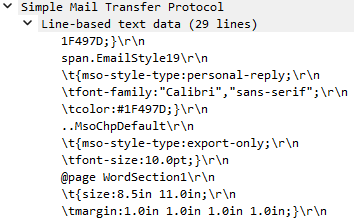 Simple Mail Transfer Protocol
Line-based text data (29 lines)
1F497D;}\r\n
span.EmailStyle19\r\n
\t{mso-style-type:personal-reply;\r\n
\tfont-family:"Calibri","sans-serif";\r\n
\tcolor:#1F497D;}\r\n
..MsoChpDefault\r\n
\t{mso-style-type:export-only;\r\n
\tfont-size:10.0pt;}\r\n
@page WordSection1\r\n
\t{size:8.5in 11.0in;\r\n
\tmargin:1.0in 1.0in 1.0in 1.0in;}\r\n